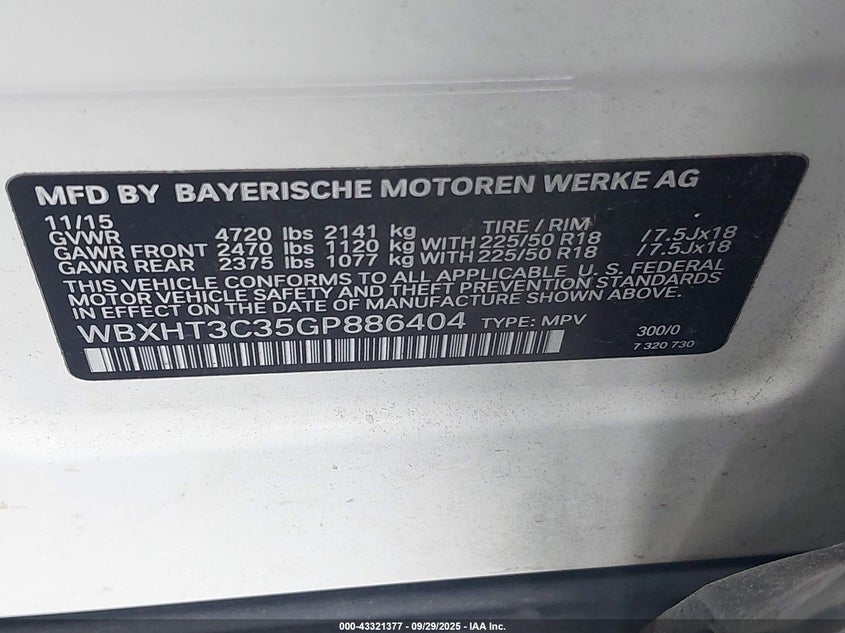 MFD BY BAYERISCHE MOTOREN WERKE AG
11/15 TIRE / RIM
GVWR 4720 lbs 2141 kg
GAWR FRONT 2470 lbs 1120 kg WITH 225/50 R18 /7.5Jx18
GAWR REAR 2375 lbs 1077 kg WITH 225/50 R18 /7.5Jx18
THIS VEHICLE CONFORMS TO ALL APPLICABLE U. S. FEDERAL
MOTOR VEHICLE SAFETY AND THEFT PREVENTION STANDARDS
IN EFFECT ON THE DATE OF MANUFACTURE SHOWN ABOVE.
WBXHT3C35GP886404 TYPE: MPV 300/0
7 320 730
000-43321377 - 09/29/2025 - IAA Inc.